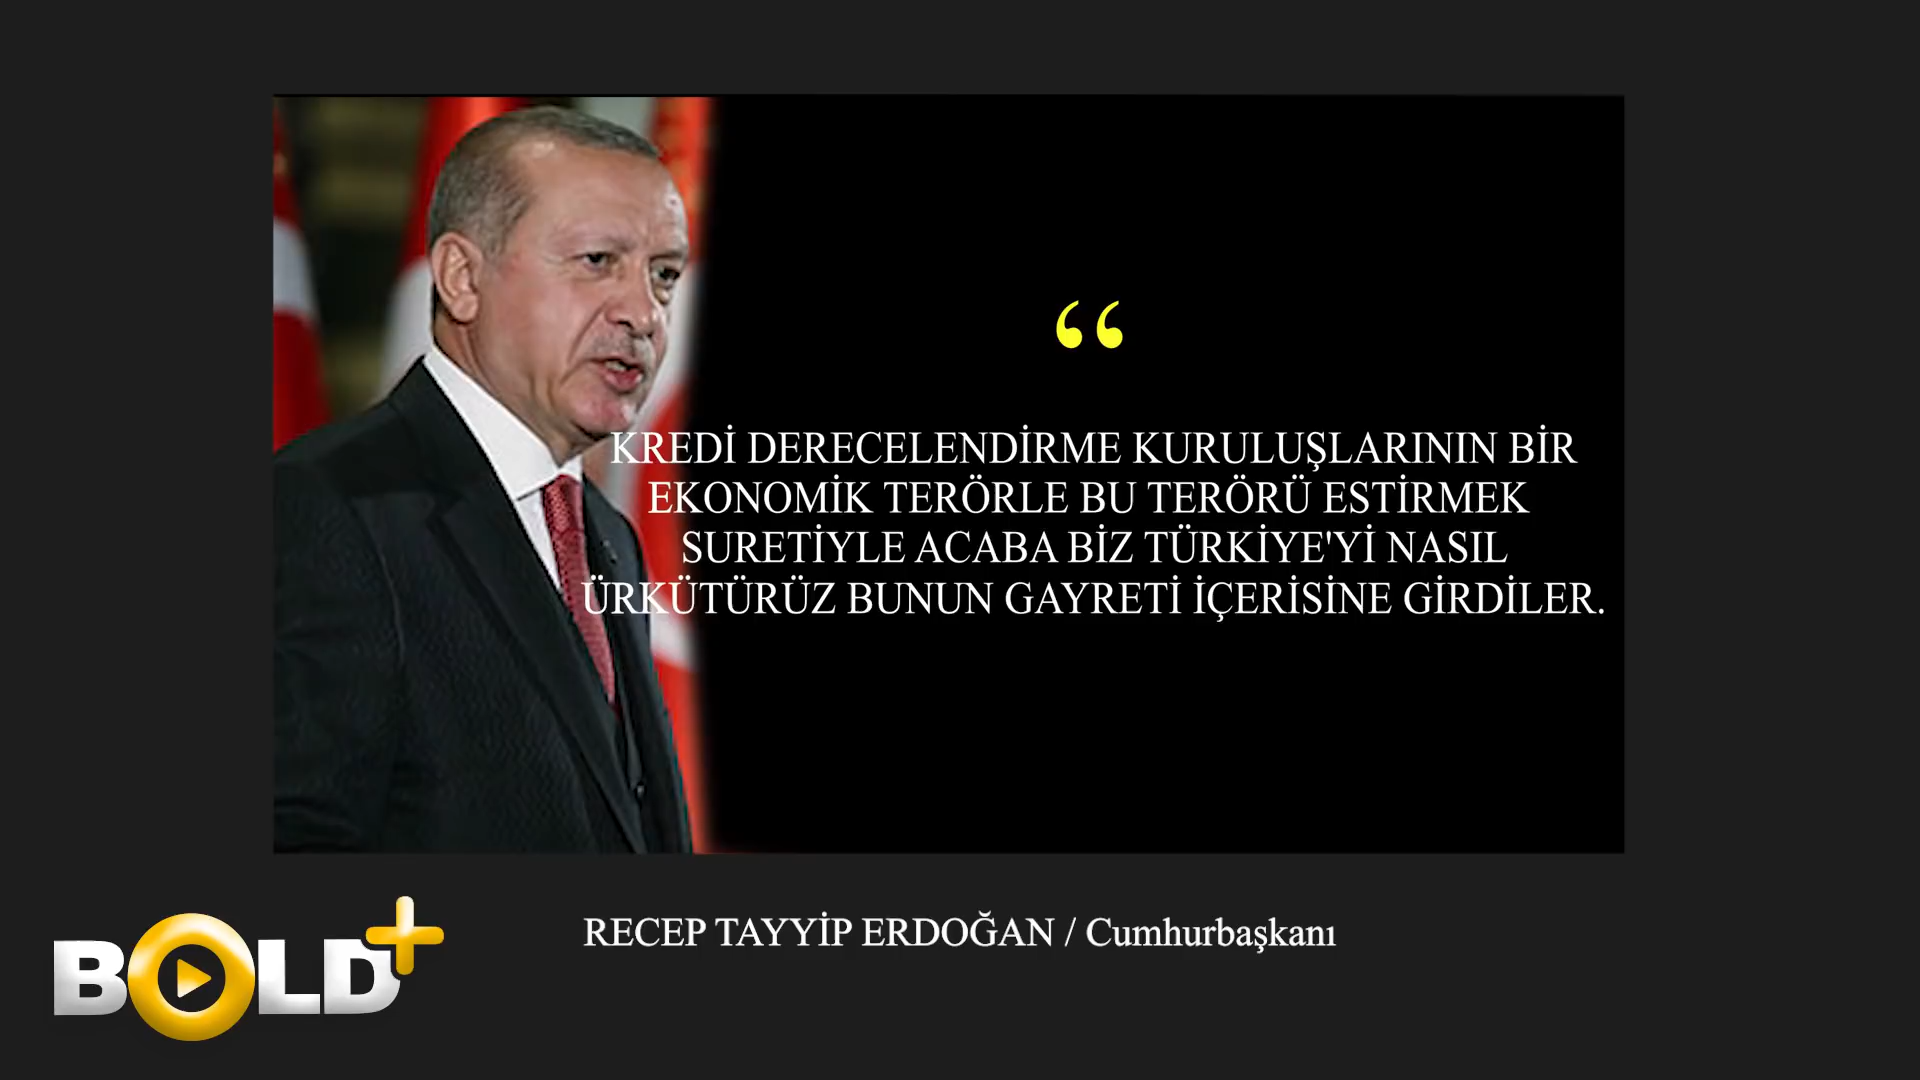 “
KREDİ DERECELENDİRME KURULUŞLARININ BİR
EKONOMİK TERÖRLE BU TERÖRÜ ESTİRMEK
SURETİYLE ACABA BİZ TÜRKİYE'Yİ NASIL
ÜRKÜTÜRÜZ BUNUN GAYRETİ İÇERİSİNE GİRDİLER.
RECEP TAYYİP ERDOĞAN / Cumhurbaşkanı
BOLD+